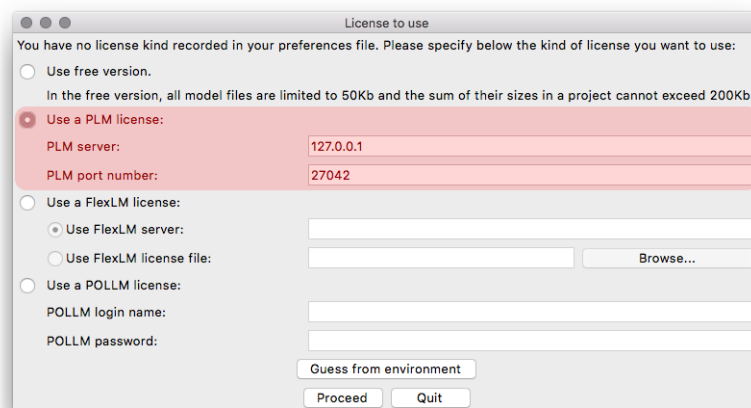 License to use
You have no license kind recorded in your preferences file. Please specify below the kind of license you want to use:
Use free version.
In the free version, all model files are limited to 50Kb and the sum of their sizes in a project cannot exceed 200Kb
Use a PLM license:
PLM server: 127.0.0.1
PLM port number: 27042
Use a FlexLM license:
Use FlexLM server:
Use FlexLM license file: Browse...
Use a POLLM license:
POLLM login name:
POLLM password:
Guess from environment
Proceed Quit